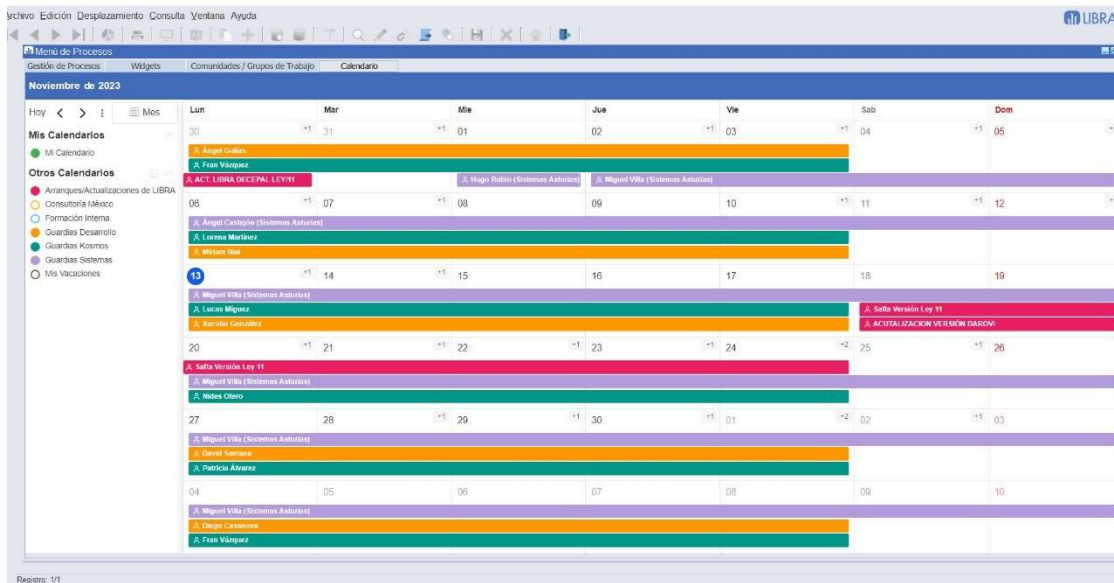 Archivo Edición Desplazamiento Consulta Ventana Ayuda
LIBRA
Menú de Procesos
Gestión de Procesos Widgets Comunidades / Grupos de Trabajo Calendario
Noviembre de 2023
Hoy Mes
Mis Calendarios
Mi Calendario
Otros Calendarios
Arranques/Actualizaciones de LIBRA
Consultoría México
Formación Interna
Guardias Desarrollo
Guardias Kosmos
Guardias Sistemas
Mis Vacaciones
Lun Mar Mie Jue Vie Sab Dom
30 +1 31 +1 01 02 +1 03 +1 04 +1 05
Ángel Guillas
Fran Vázquez
ACT. LIBRA DECEPAL LEY/11 Hugo Rubio (Sistemas Asturias) Miguel Villa (Sistemas Asturias)
06 +1 07 +1 08 09 10 +1 11 +1 12
Ángel Castejón (Sistemas Asturias)
Lorena Martínez
Miriam Rial
13 +1 14 +1 15 16 17 18 19
Miguel Villa (Sistemas Asturias)
Lucas Míguez Safta Versión Ley 11
Xacobo González ACUTALIZACION VERSIÓN DAROVI
20 +1 21 +1 22 +1 23 +1 24 +2 25 +1 26
Safta Versión Ley 11
Miguel Villa (Sistemas Asturias)
Nides Otero
27 28 +1 29 +1 30 +1 01 +2 02 +1 03
Miguel Villa (Sistemas Asturias)
David Santana
Patricia Álvarez
04 05 06 07 08 09 10
Miguel Villa (Sistemas Asturias)
Diego Casanova
Fran Vázquez
Registro: 1/1